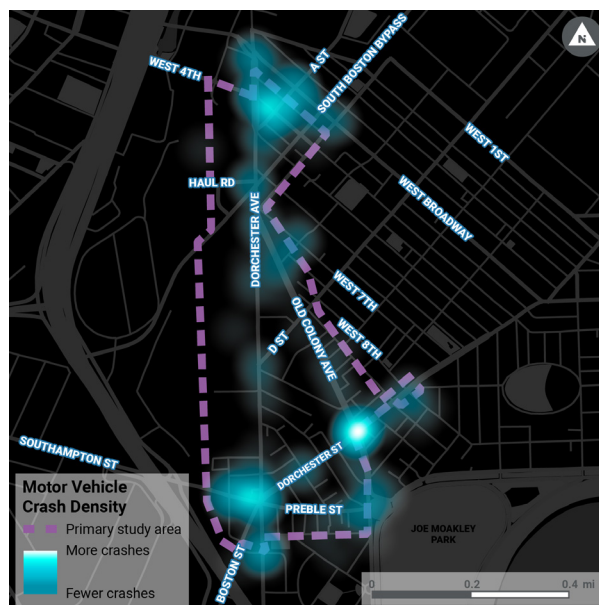 N
WEST 4TH
A ST
SOUTH BOSTON BYPASS
WEST 1ST
HAUL RD
WEST BROADWAY
DORCHESTER AVE
WEST 7TH
OLD COLONY AVE
WEST 8TH
D ST
SOUTHAMPTON ST
DORCHESTER ST
PREBLE ST
BOSTON ST
JOE MOAKLEY
PARK
Motor Vehicle
Crash Density
Primary study area
More crashes
Fewer crashes
0 0.2 0.4 mi